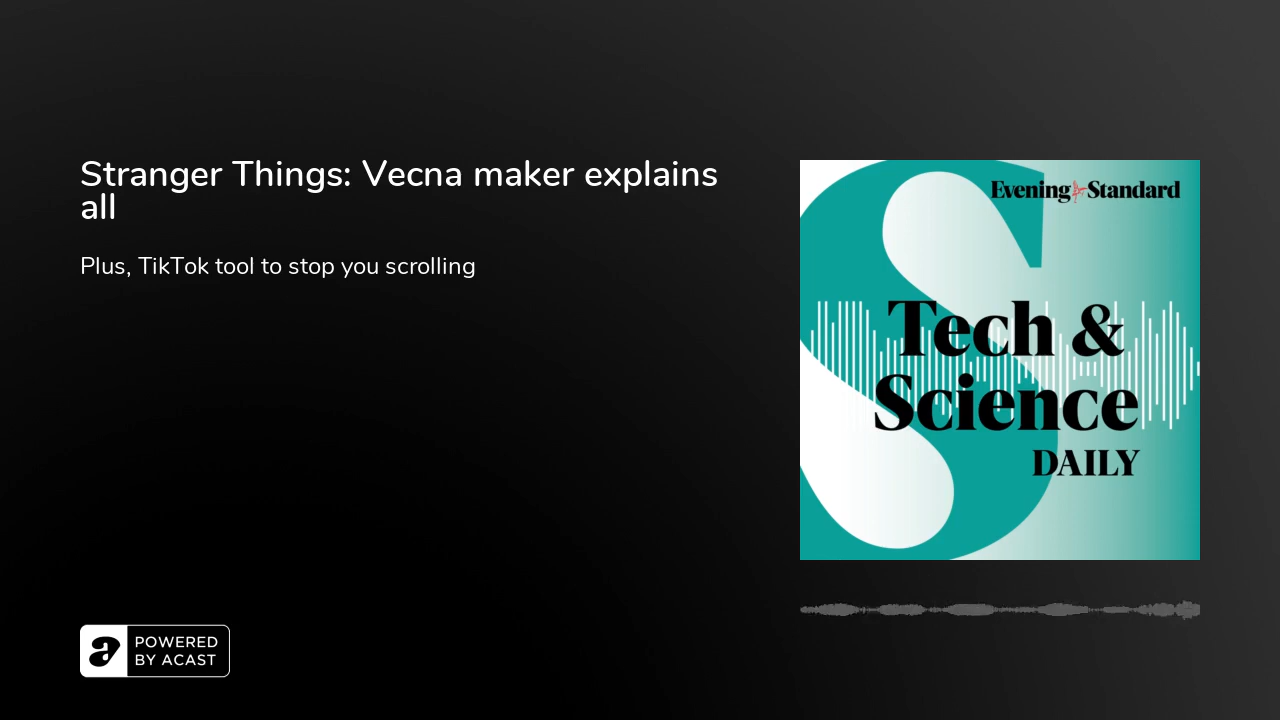 Stranger Things: Vecna maker explains
all
Plus, TikTok tool to stop you scrolling
Evening Standard
Tech &
Science
DAILY
POWERED
BY ACAST